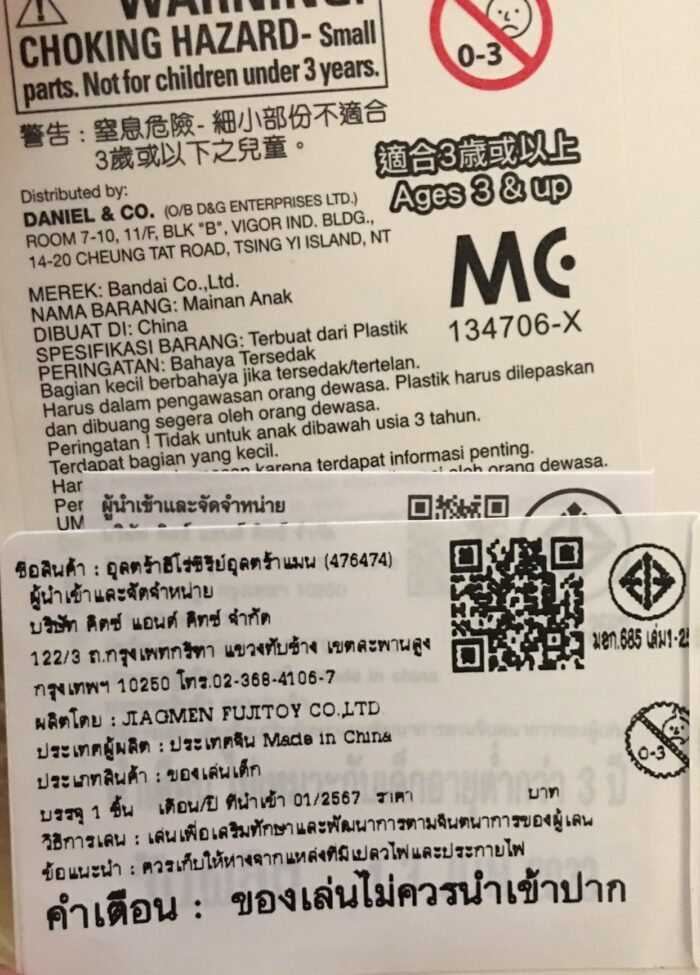 WARNING!
CHOKING HAZARD- Small
parts. Not for children under 3 years.
0-3
警告：窒息危險- 細小部份不適合
3歲或以下之兒童。
適合3歲或以上
Ages 3 & up
Distributed by:
DANIEL & CO. (O/B D&G ENTERPRISES LTD.)
ROOM 7-10, 11/F, BLK "B", VIGOR IND. BLDG.,
14-20 CHEUNG TAT ROAD, TSING YI ISLAND, NT
MC
134706-X
MEREK: Bandai Co.,Ltd.
NAMA BARANG: Mainan Anak
DIBUAT DI: China
SPESIFIKASI BARANG: Terbuat dari Plastik
PERINGATAN: Bahaya Tersedak
Bagian kecil berbahaya jika tersedak/tertelan.
Harus dalam pengawasan orang dewasa. Plastik harus dilepaskan
dan dibuang segera oleh orang dewasa.
Peringatan ! Tidak untuk anak dibawah usia 3 tahun.
Terdapat bagian yang kecil.
Har karena terdapat informasi penting.
Per oleh orang dewasa.
UM
ผู้นำเข้าและจัดจำหน่าย
ชื่อสินค้า : อุลตร้าฮีโร่ซีรีย์อุลตร้าแมน (476474)
ผู้นำเข้าและจัดจำหน่าย
บริษัท คิตซ์ แอนด์ คิตซ์ จำกัด
122/3 ถ.กรุงเทพกรีฑา แขวงทับช้าง เขตสะพานสูง
กรุงเทพฯ 10250 โทร.02-368-4106-7
มอก.685 เล่ม1-25
ผลิตโดย : JIAOMEN FUJITOY CO.,LTD
ประเทศผู้ผลิต : ประเทศจีน Made in China
ประเภทสินค้า : ของเล่นเด็ก
0-3
บรรจุ 1 ชิ้น เดือน/ปี ที่นำเข้า 01/2567 ราคา บาท
วิธีการเล่น : เล่นเพื่อเสริมทักษะและพัฒนาการตามจินตนาการของผู้เล่น
ข้อแนะนำ : ควรเก็บให้ห่างจากแหล่งที่มีเปลวไฟและประกายไฟ
คำเตือน : ของเล่นไม่ควรนำเข้าปาก